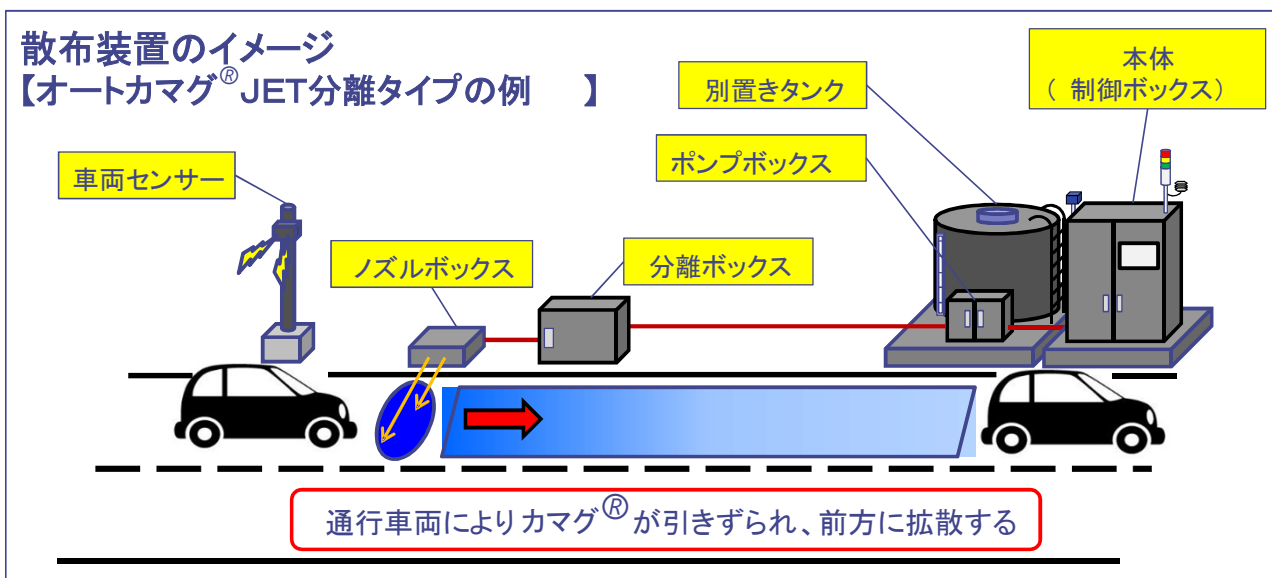 散布装置のイメージ
【オートカマグ®JET分離タイプの例　　】
本体
（ 制御ボックス）
別置きタンク
ポンプボックス
車両センサー
ノズルボックス
分離ボックス
通行車両によりカマグ®が引きずられ、前方に拡散する